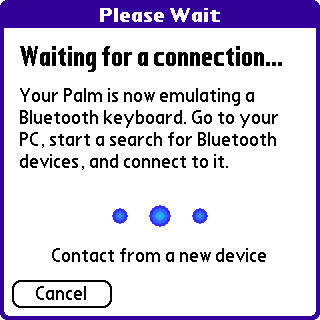 Please Wait
Waiting for a connection...
Your Palm is now emulating a
Bluetooth keyboard. Go to your
PC, start a search for Bluetooth
devices, and connect to it.
Contact from a new device
Cancel